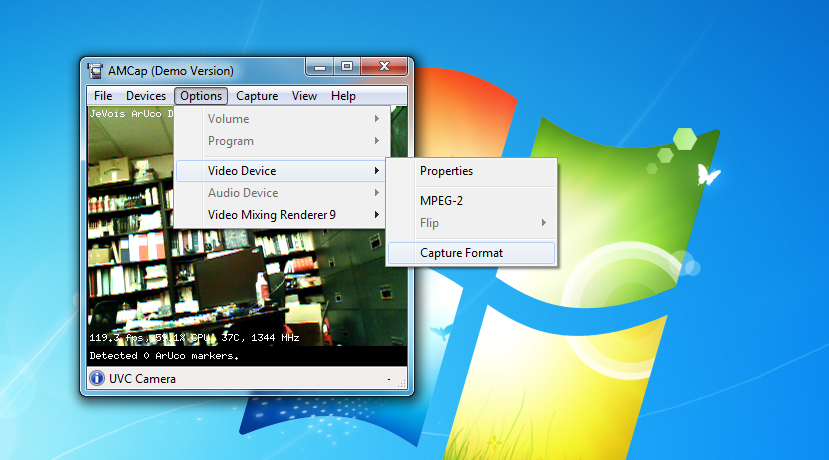 AMCap (Demo Version)
File Devices Options Capture View Help
JeVois ArUco D
Volume
Program
Video Device
Audio Device
Video Mixing Renderer 9
Properties
MPEG-2
Flip
Capture Format
119.3 fps, 59.1% CPU, 37C, 1344 MHz
Detected 0 ArUco markers.
UVC Camera -